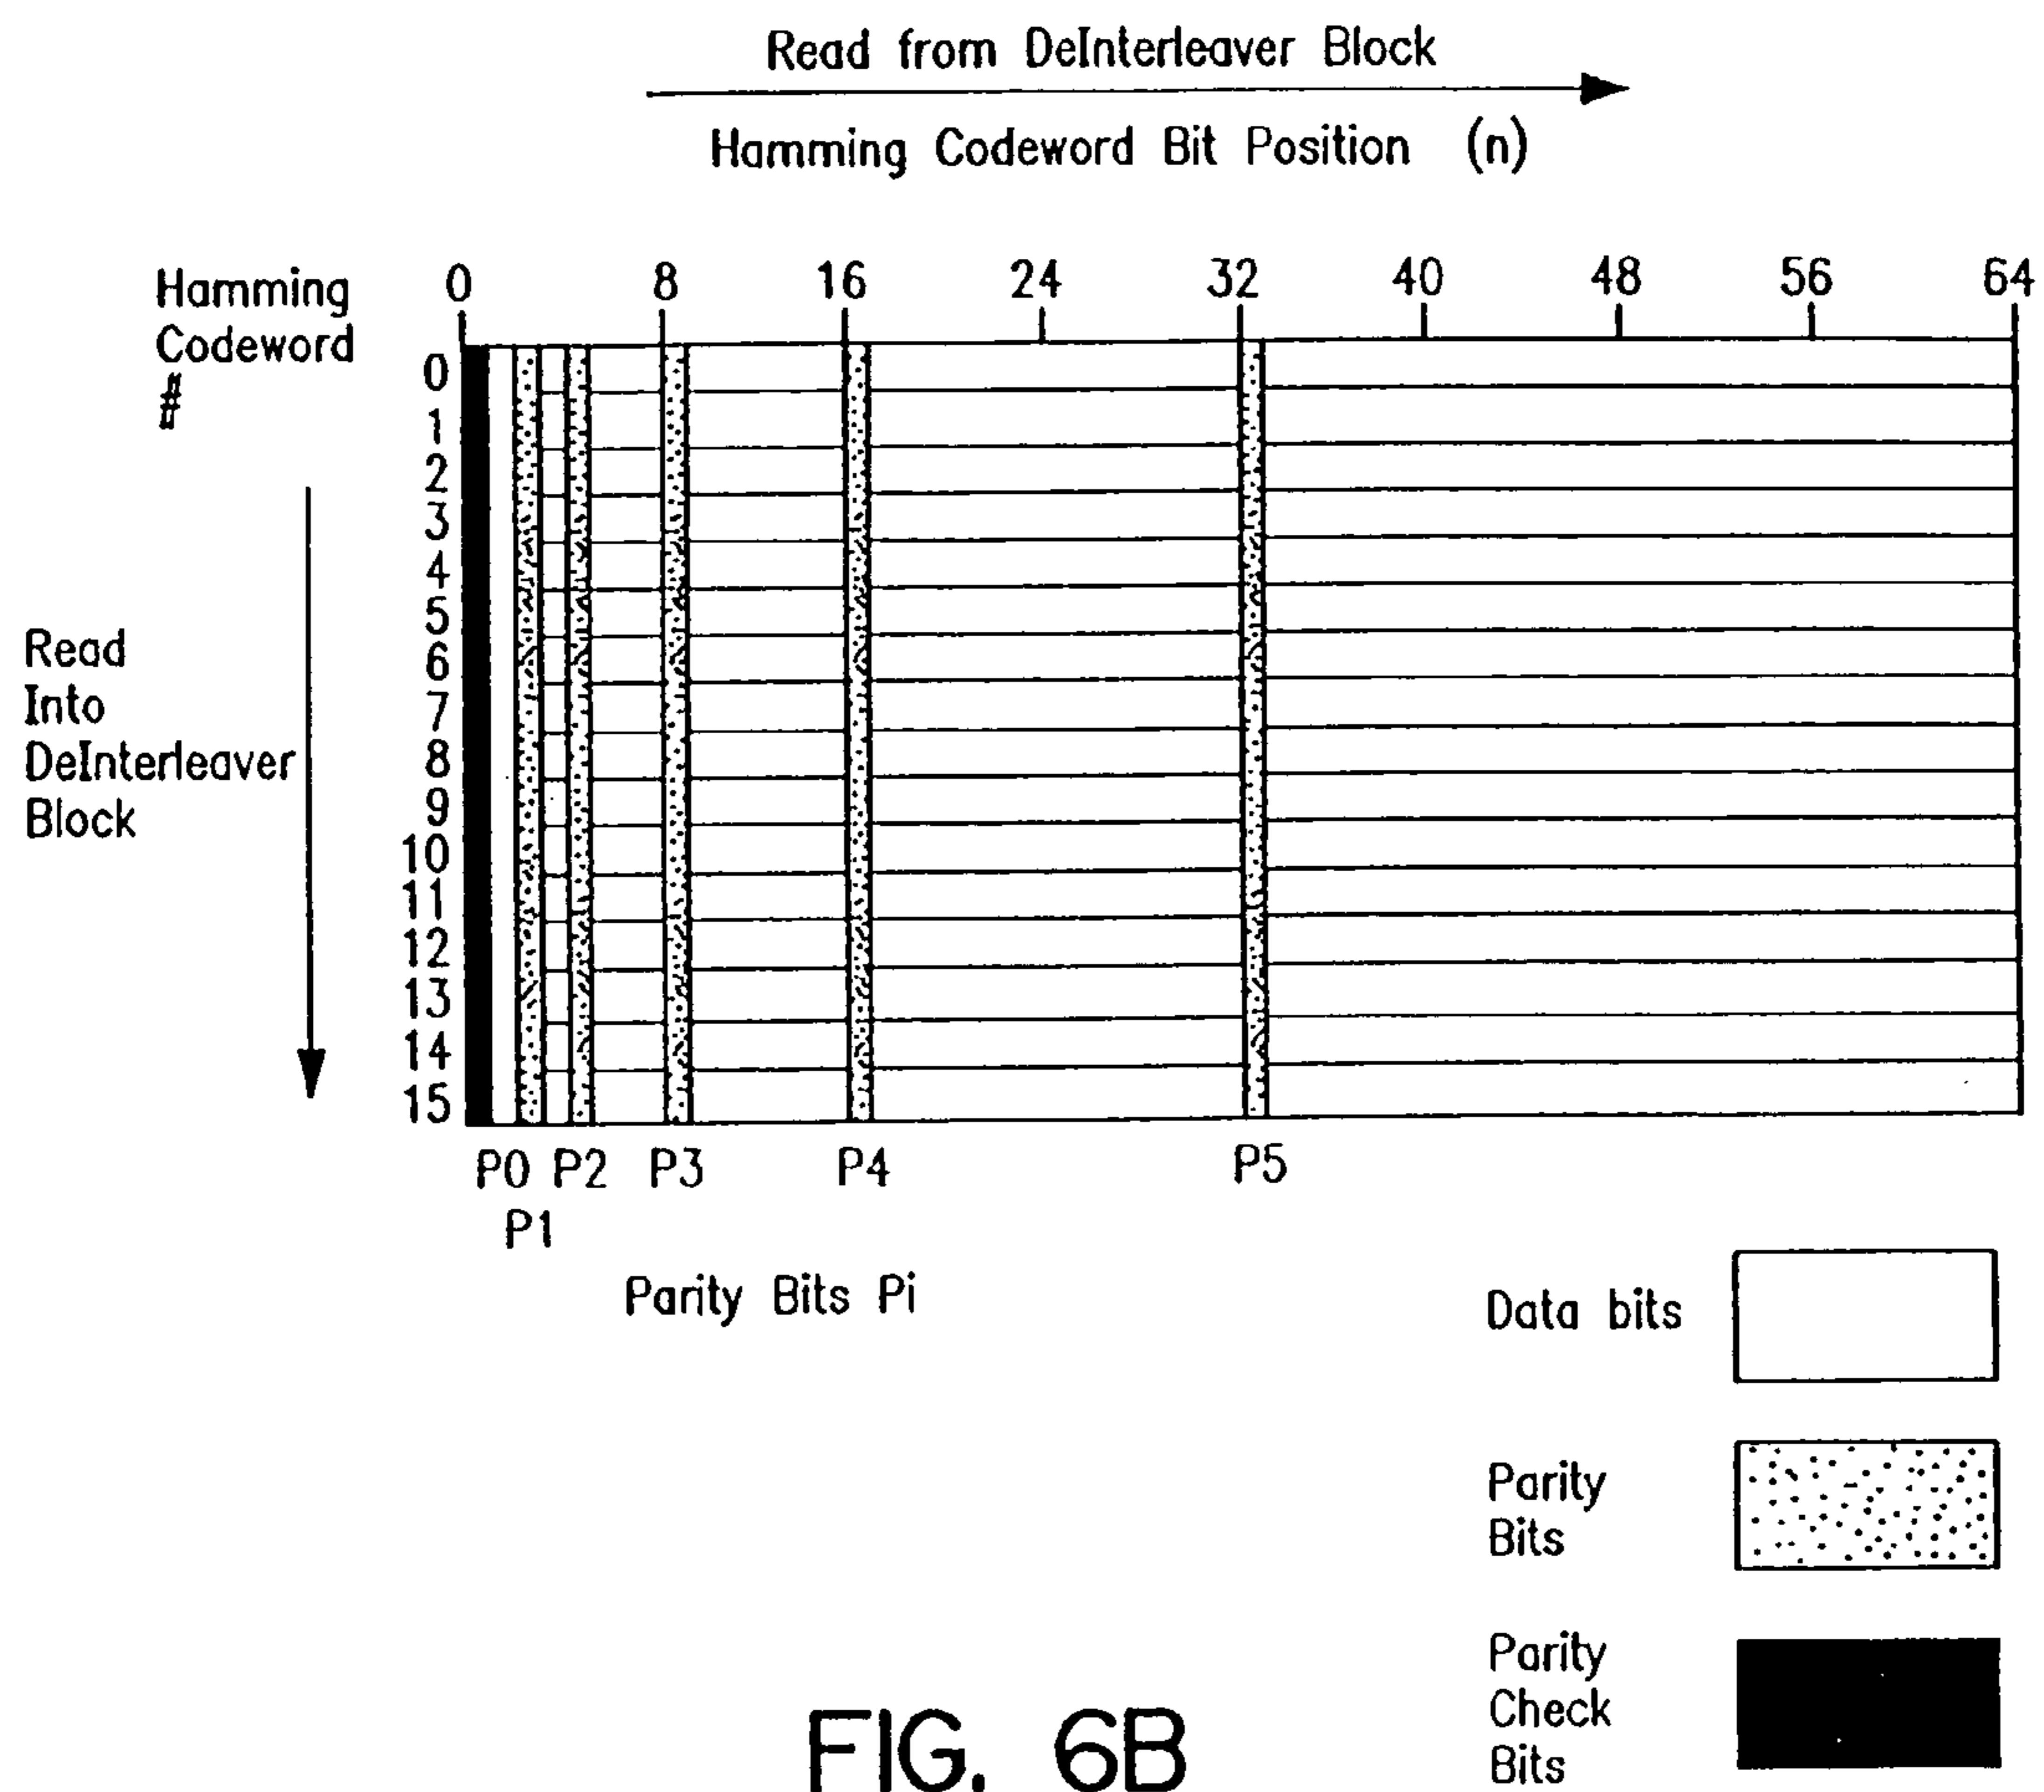 Read from DeInterleaver Block
Hamming Codeword Bit Position (n)
Hamming
Codeword
#
0 8 16 24 32 40 48 56 64
0
1
2
3
4
5
6
7
8
9
10
11
12
13
14
15
Read
Into
DeInterleaver
Block
P0 P2 P3 P4 P5
P1
Parity Bits Pi
Data bits
Parity
Bits
Parity
Check
Bits
FIG. 6B